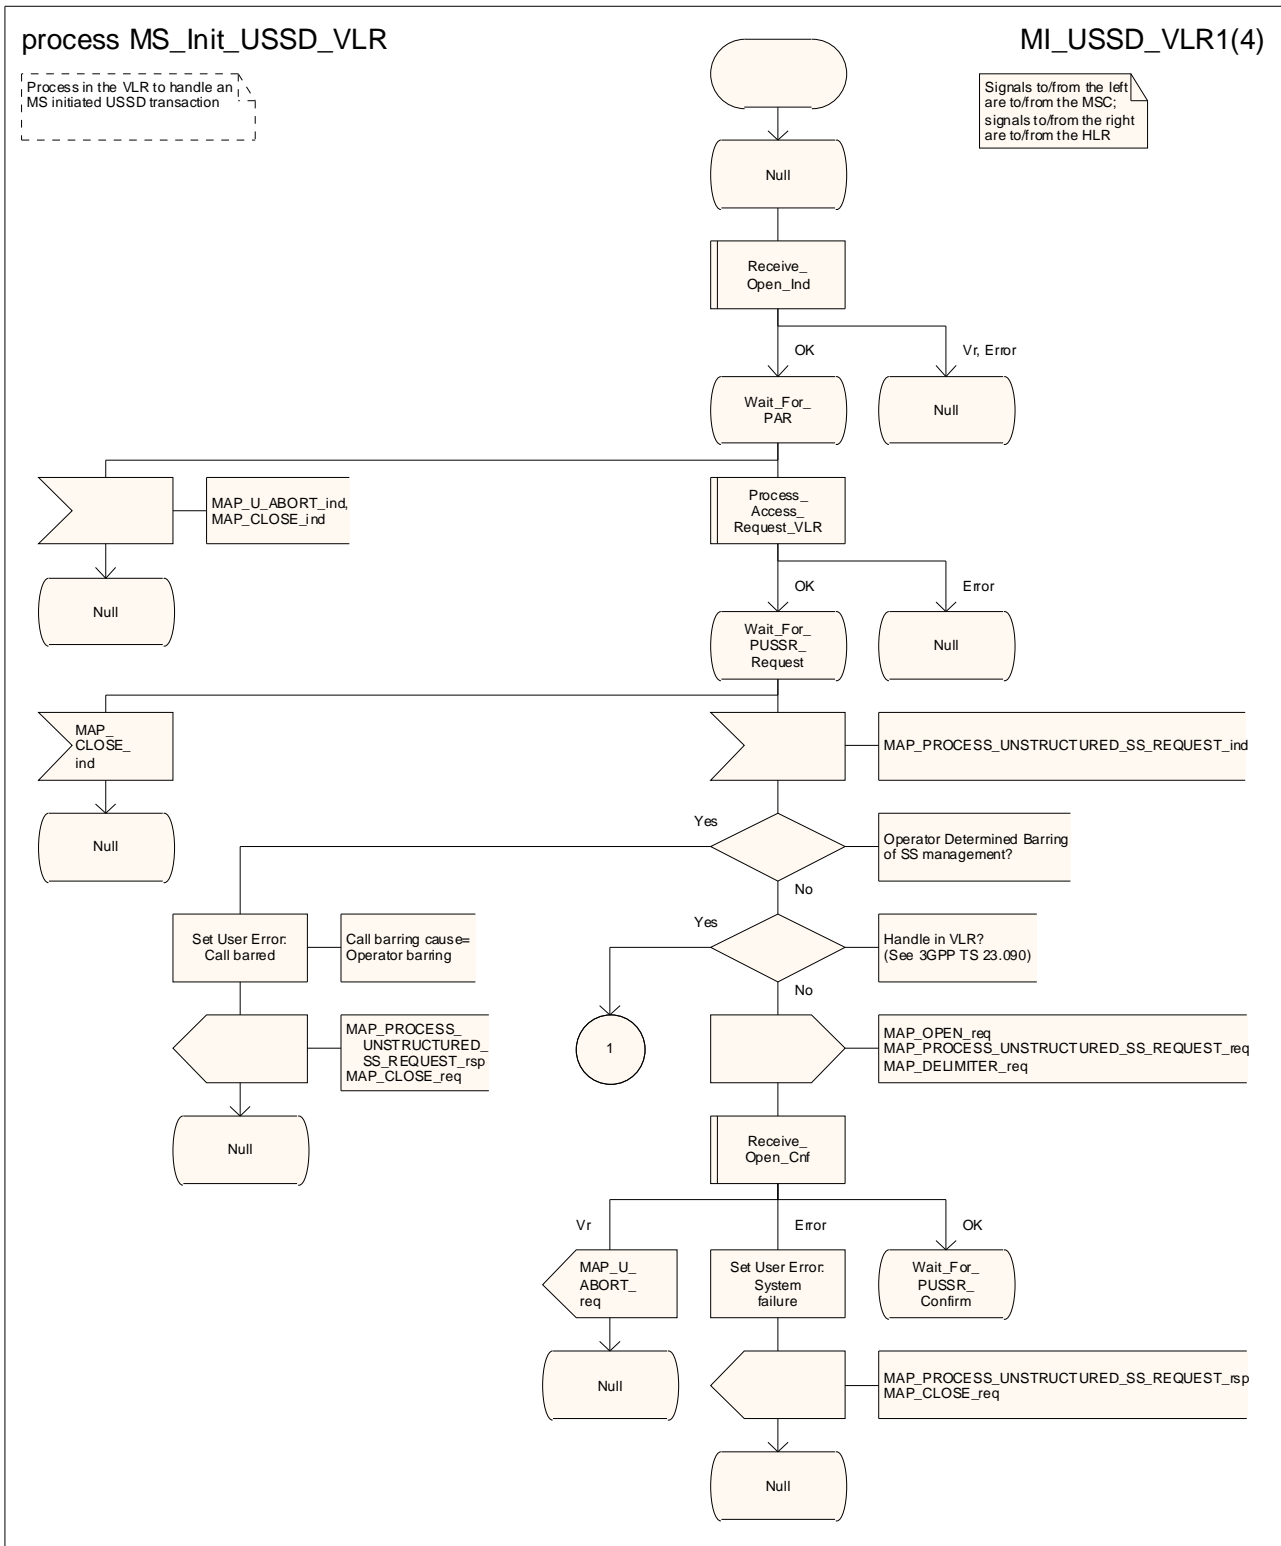 process MS_Init_USSD_VLR
MI_USSD_VLR1(4)
Process in the VLR to handle an
MS initiated USSD transaction
Signals to/from the left
are to/from the MSC;
signals to/from the right
are to/from the HLR
Null
Receive_
Open_Ind
OK
Vr, Error
Wait_For_
PAR
Null
MAP_U_ABORT_ind,
MAP_CLOSE_ind
Process_
Access_
Request_VLR
Null
OK
Error
Wait_For_
PUSSR_
Request
Null
MAP_
CLOSE_
ind
MAP_PROCESS_UNSTRUCTURED_SS_REQUEST_ind
Null
Yes
Operator Determined Barring
of SS management?
No
Set User Error:
Call barred
Call barring cause=
Operator barring
Yes
Handle in VLR?
(See 3GPP TS 23.090)
No
MAP_PROCESS_
UNSTRUCTURED_
SS_REQUEST_rsp
MAP_CLOSE_req
1
MAP_OPEN_req
MAP_PROCESS_UNSTRUCTURED_SS_REQUEST_req
MAP_DELIMITER_req
Null
Receive_
Open_Cnf
Vr
Error
OK
MAP_U_
ABORT_
req
Set User Error:
System
failure
Wait_For_
PUSSR_
Confirm
Null
MAP_PROCESS_UNSTRUCTURED_SS_REQUEST_rsp
MAP_CLOSE_req
Null